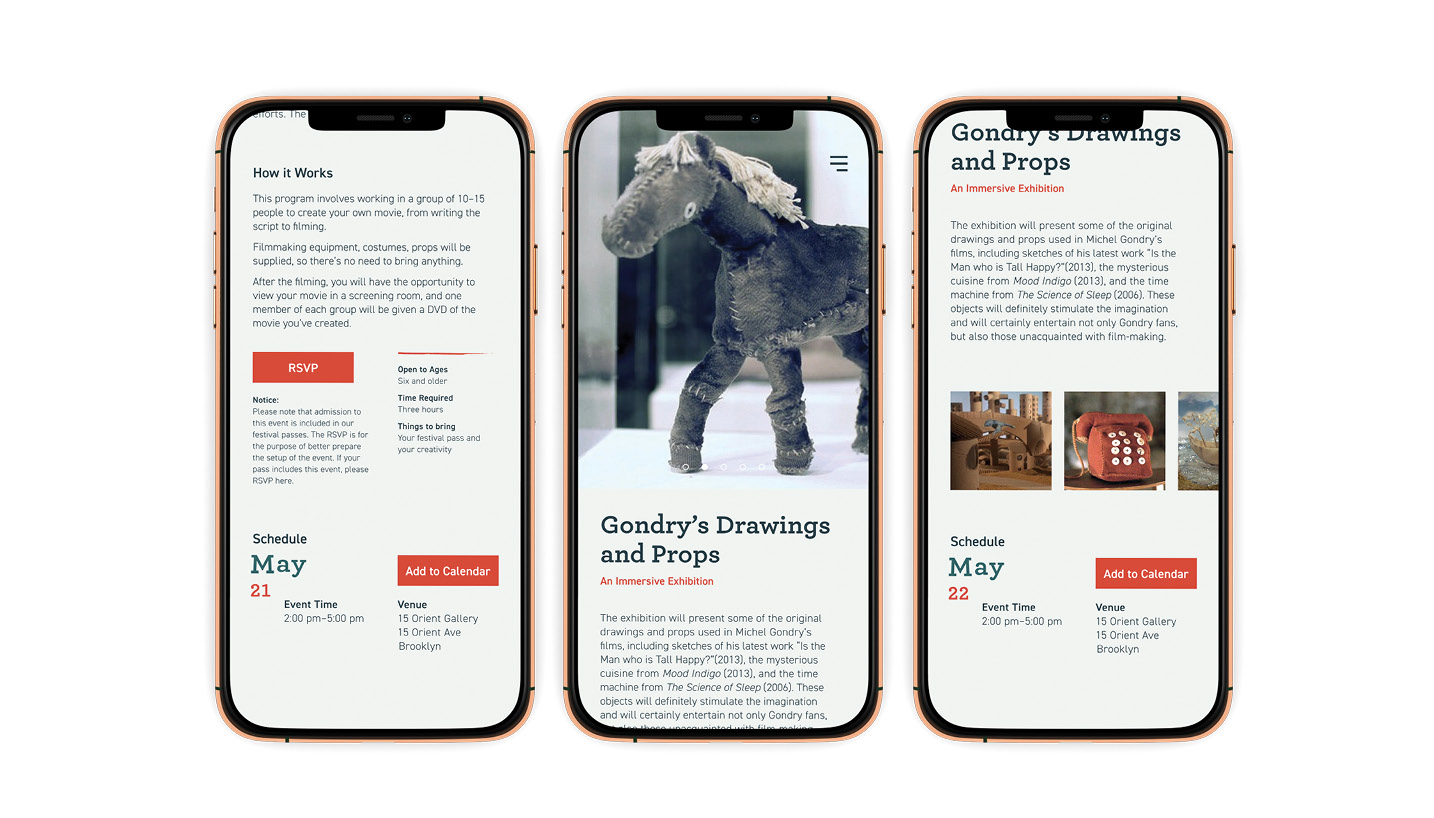 efforts. The
How it Works
This program involves working in a group of 10–15
people to create your own movie, from writing the
script to filming.
Filmmaking equipment, costumes, props will be
supplied, so there's no need to bring anything.
After the filming, you will have the opportunity to
view your movie in a screening room, and one
member of each group will be given a DVD of the
movie you've created.
RSVP
Notice:
Please note that admission to
this event is included in our
festival passes. The RSVP is for
the purpose of better prepare
the setup of the event. If your
pass includes this event, please
RSVP here.
Open to Ages
Six and older
Time Required
Three hours
Things to bring
Your festival pass and
your creativity
Schedule
May
21
Event Time
2:00 pm–5:00 pm
Add to Calendar
Venue
15 Orient Gallery
15 Orient Ave
Brooklyn
Gondry's Drawings
and Props
An Immersive Exhibition
The exhibition will present some of the original
drawings and props used in Michel Gondry's
films, including sketches of his latest work "Is the
Man who is Tall Happy?"(2013), the mysterious
cuisine from Mood Indigo (2013), and the time
machine from The Science of Sleep (2006). These
objects will definitely stimulate the imagination
and will certainly entertain not only Gondry fans,
but also those unacquainted with film-making.
Gondry's Drawings
and Props
An Immersive Exhibition
The exhibition will present some of the original
drawings and props used in Michel Gondry's
films, including sketches of his latest work "Is the
Man who is Tall Happy?"(2013), the mysterious
cuisine from Mood Indigo (2013), and the time
machine from The Science of Sleep (2006). These
objects will definitely stimulate the imagination
and will certainly entertain not only Gondry fans,
but also those unacquainted with film-making.
Schedule
May
22
Event Time
2:00 pm–5:00 pm
Add to Calendar
Venue
15 Orient Gallery
15 Orient Ave
Brooklyn